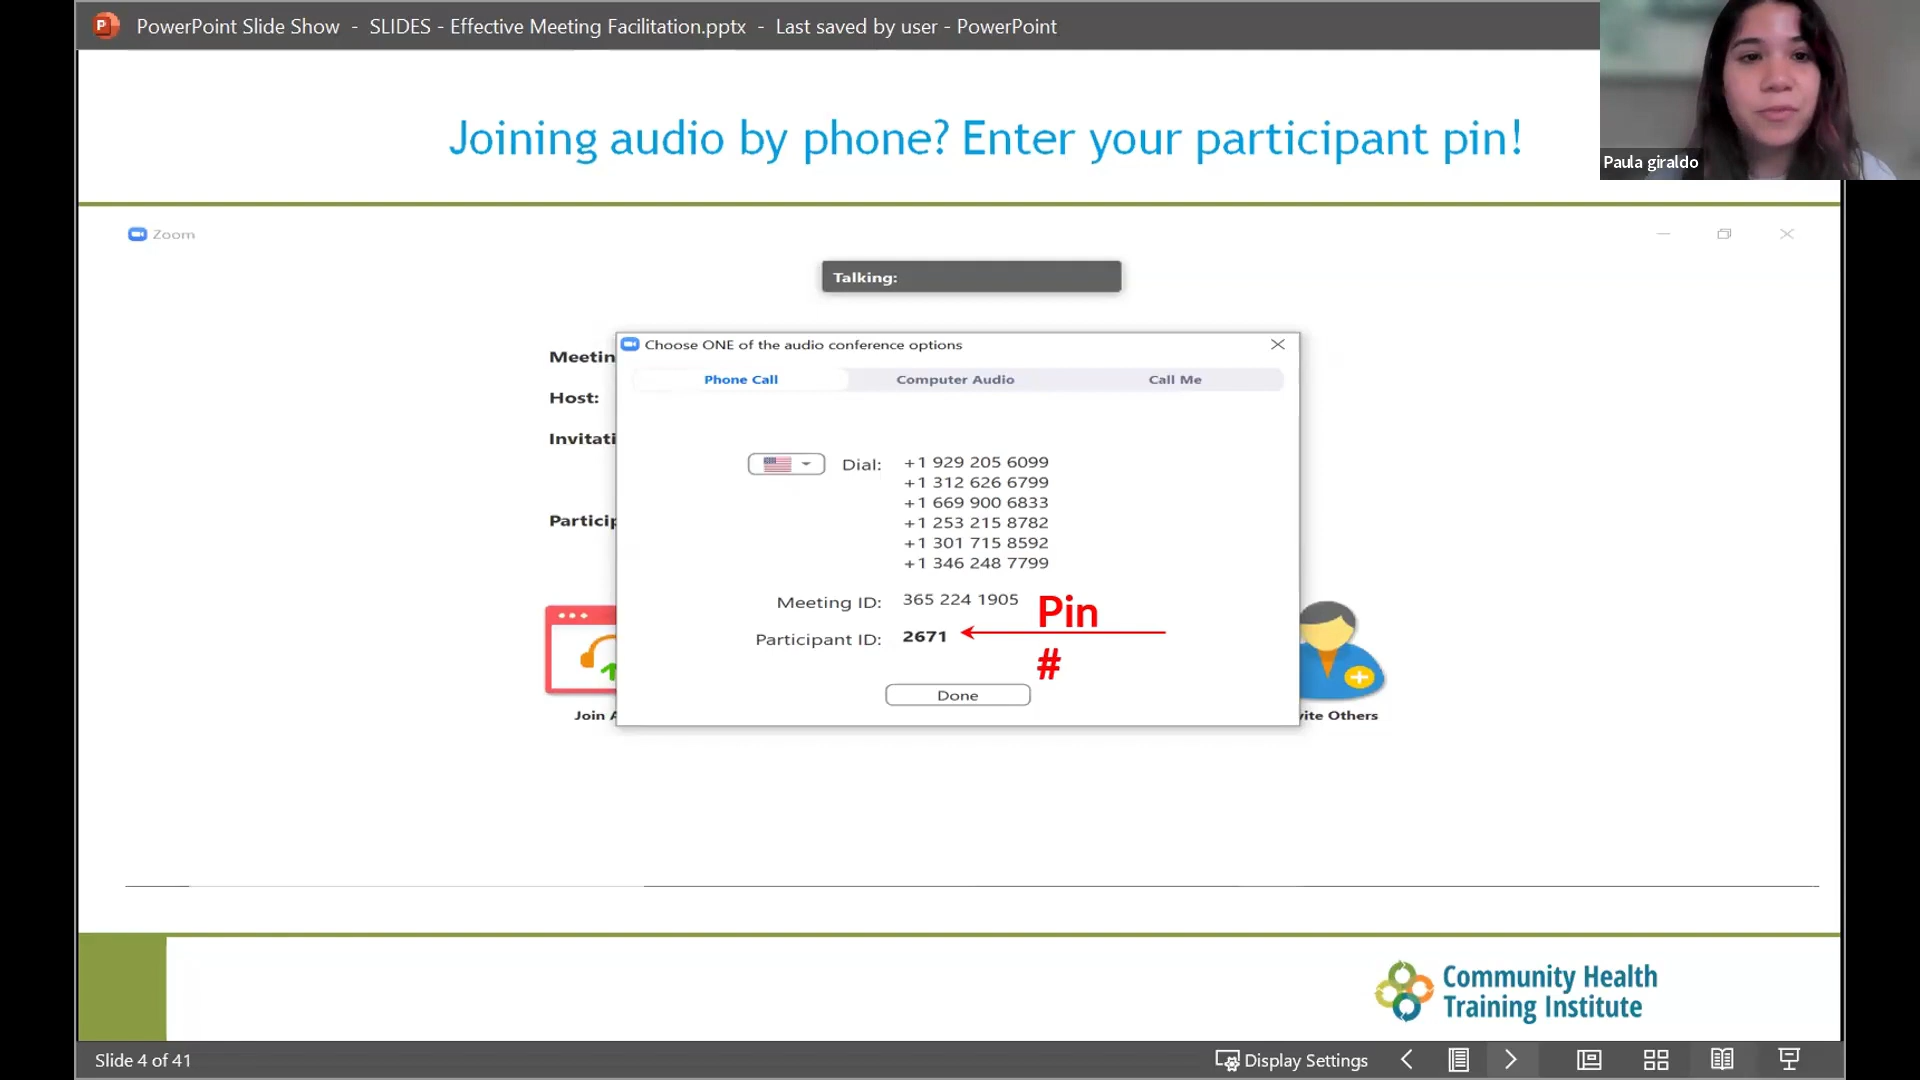 PowerPoint Slide Show - SLIDES - Effective Meeting Facilitation.pptx - Last saved by user - PowerPoint
Paula giraldo
Joining audio by phone? Enter your participant pin!
Zoom
Talking:
Choose ONE of the audio conference options
Phone Call
Computer Audio
Call Me
Meetin
Host:
Invitati
Particip
Dial:
+1 929 205 6099
+1 312 626 6799
+1 669 900 6833
+1 253 215 8782
+1 301 715 8592
+1 346 248 7799
Meeting ID: 365 224 1905
Participant ID: 2671
Pin
#
Done
Join A
vite Others
Community Health
Training Institute
Slide 4 of 41
Display Settings